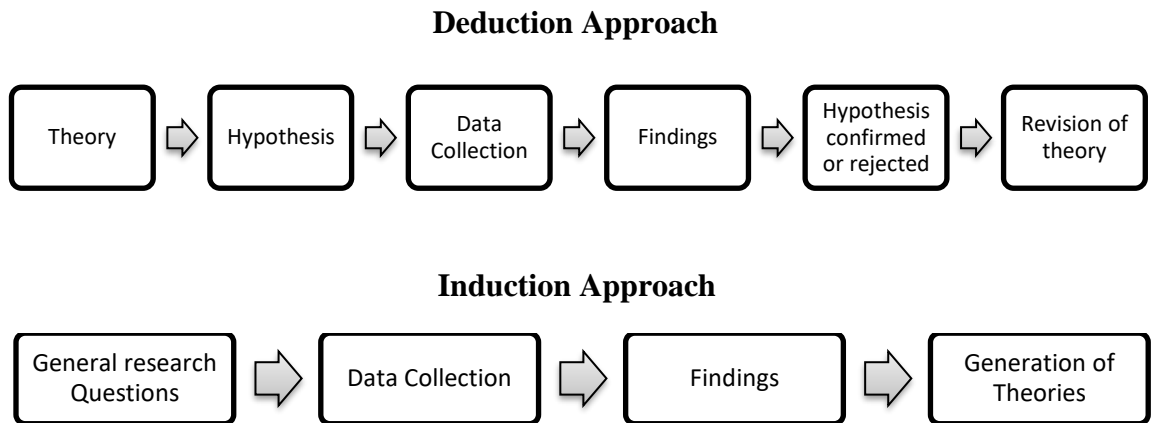 Deduction Approach
Theory
Hypothesis
Data
Collection
Findings
Hypothesis
confirmed
or rejected
Revision of
theory
Induction Approach
General research
Questions
Data Collection
Findings
Generation of
Theories